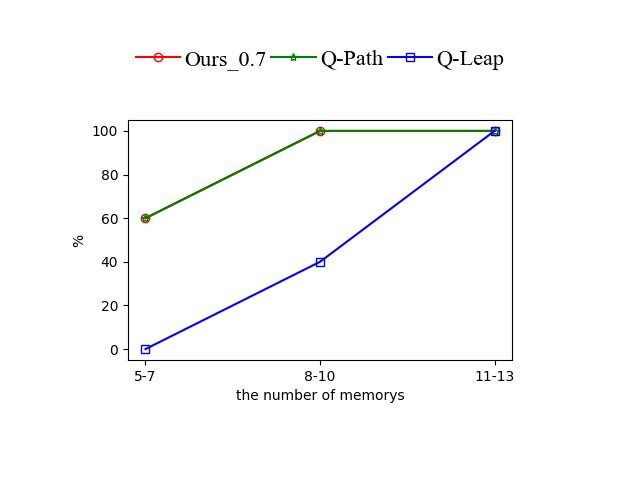 Ours_0.7 Q-Path Q-Leap
100
80
60
40
20
0
%
5-7 8-10 11-13
the number of memorys